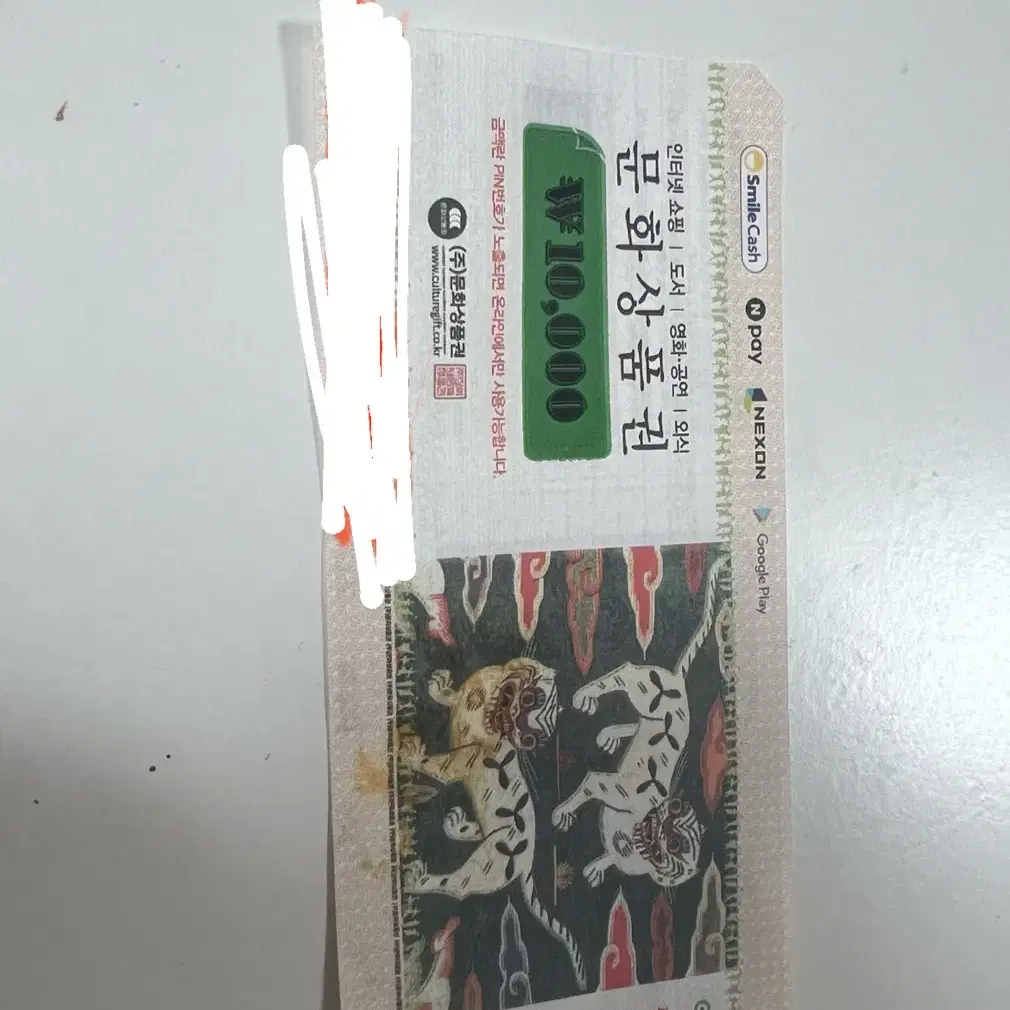 SmileCash
N pay
NEXON
Google Play
인터넷 쇼핑 | 도서 | 영화·공연 | 외식
문화상품권
₩10,000
금액란 PIN번호가 노출되면 온라인에서만 사용가능합니다.
(주)문화상품권
www.culturegift.co.kr